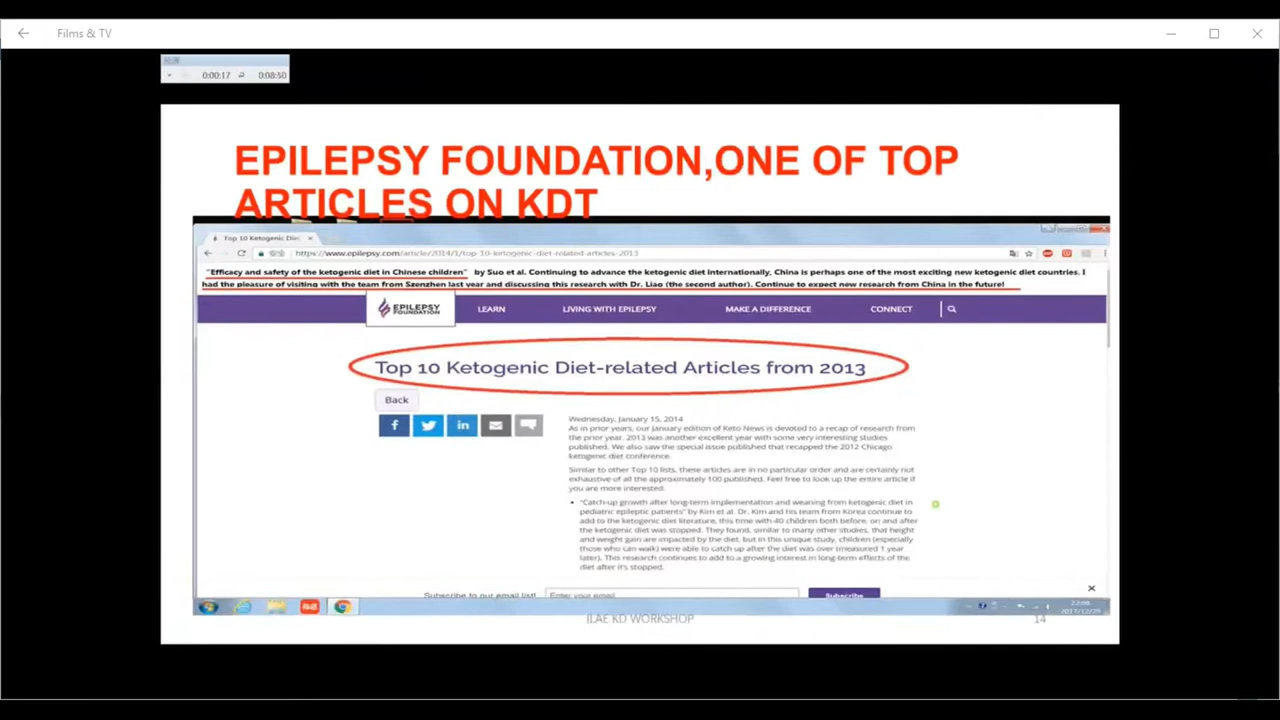 Films & TV
0:00:17
0:08:50
EPILEPSY FOUNDATION,ONE OF TOP
ARTICLES ON KDT
Top 10 Ketogenic Diet
https://www.epilepsy.com/article/2014/1/top-10-ketogenic-diet-related-articles-2013
"Efficacy and safety of the ketogenic diet in Chinese children" by Suo et al. Continuing to advance the ketogenic diet internationally, China is perhaps one of the most exciting new ketogenic diet countries. I
had the pleasure of visiting with the team from Szenzhen last year and discussing this research with Dr. Liao (the second author). Continue to expect new research from China in the future!
EPILEPSY
FOUNDATION
LEARN
LIVING WITH EPILEPSY
MAKE A DIFFERENCE
CONNECT
Top 10 Ketogenic Diet-related Articles from 2013
Back
Wednesday, January 15, 2014
As in prior years, our January edition of Keto News is devoted to a recap of research from
the prior year. 2013 was another excellent year with some very interesting studies
published. We also saw the special issue published that recapped the 2012 Chicago
ketogenic diet conference.
Similar to other Top 10 lists, these articles are in no particular order and are certainly not
exhaustive of all the approximately 100 published. Feel free to look up the entire article if
you are more interested.
• "Catch-up growth after long-term implementation and weaning from ketogenic diet in
pediatric epileptic patients" by Kim et al. Dr. Kim and his team from Korea continue to
add to the ketogenic diet literature, this time with 40 children both before, on and after
the ketogenic diet was stopped. They found, similar to many other studies, that height
and weight gain are impacted by the diet, but in this unique study, children (especially
those who can walk) were able to catch up after the diet was over (measured 1 year
later). This research continues to add to a growing interest in long-term effects of the
diet after it's stopped.
Subscribe to our email list!
Enter your email
Subscribe
ILAE KD WORKSHOP
14